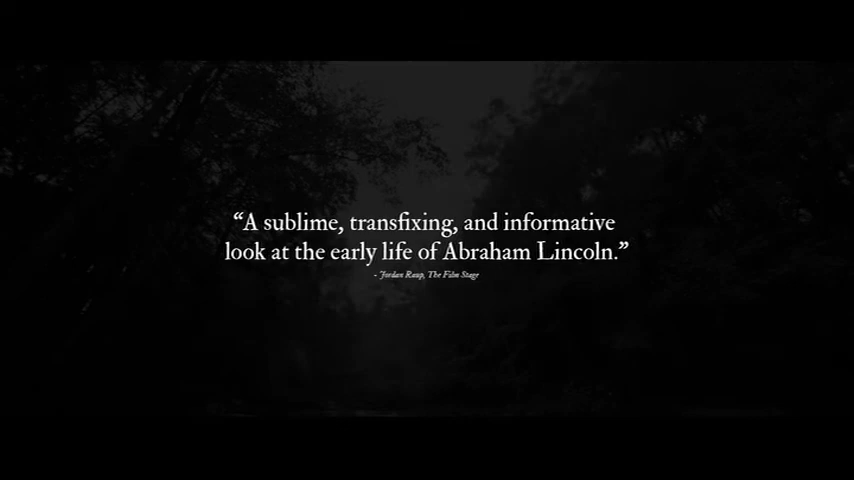 “A sublime, transfixing, and informative
look at the early life of Abraham Lincoln.”
- Jordan Raup, The Film Stage